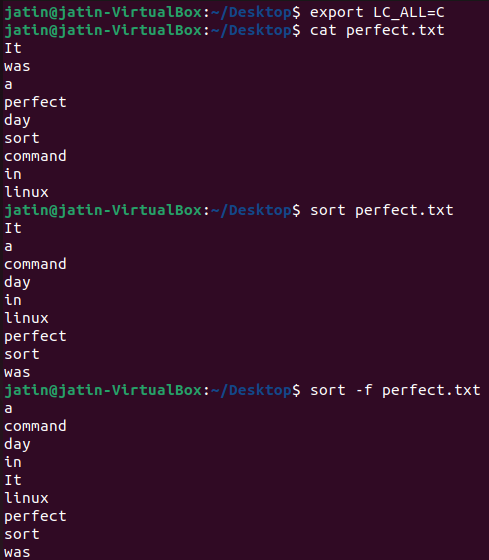 jatin@jatin-VirtualBox:~/Desktop$ export LC_ALL=C
jatin@jatin-VirtualBox:~/Desktop$ cat perfect.txt
It
was
a
perfect
day
sort
command
in
linux
jatin@jatin-VirtualBox:~/Desktop$ sort perfect.txt
It
a
command
day
in
linux
perfect
sort
was
jatin@jatin-VirtualBox:~/Desktop$ sort -f perfect.txt
a
command
day
in
It
linux
perfect
sort
was